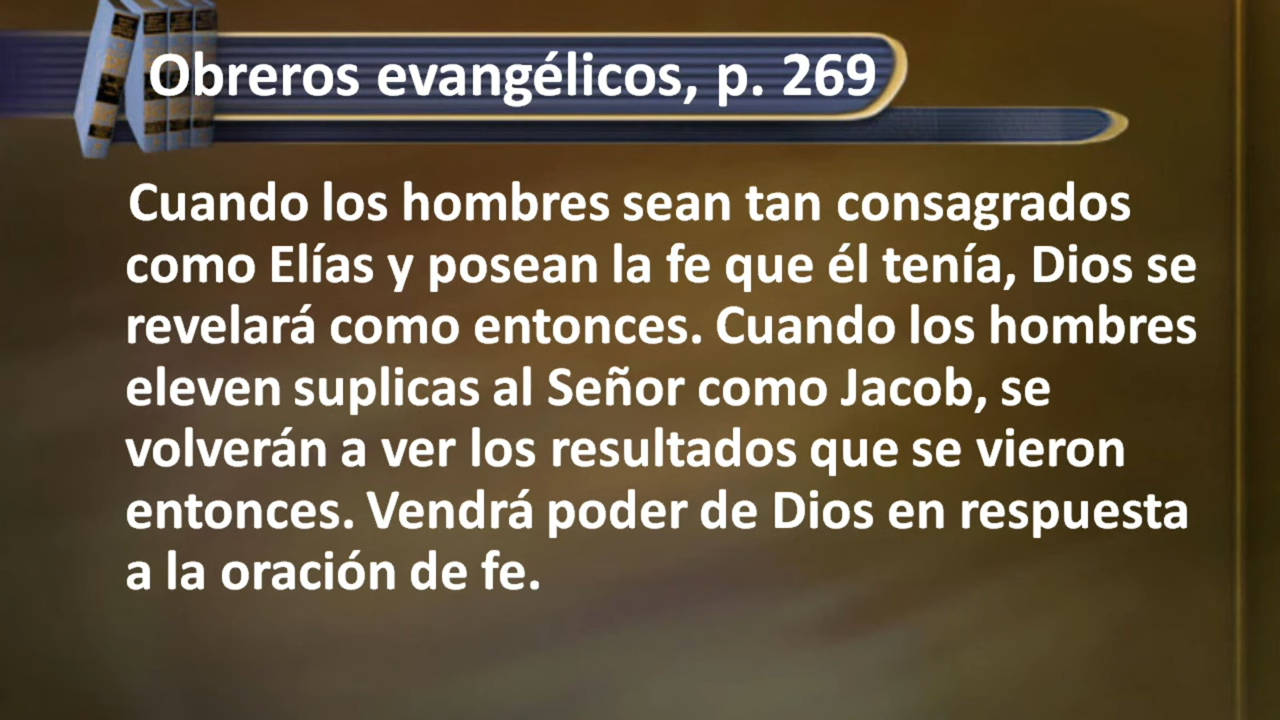 Obreros evangélicos, p. 269
Cuando los hombres sean tan consagrados
como Elías y posean la fe que él tenía, Dios se
revelará como entonces. Cuando los hombres
eleven suplicas al Señor como Jacob, se
volverán a ver los resultados que se vieron
entonces. Vendrá poder de Dios en respuesta
a la oración de fe.